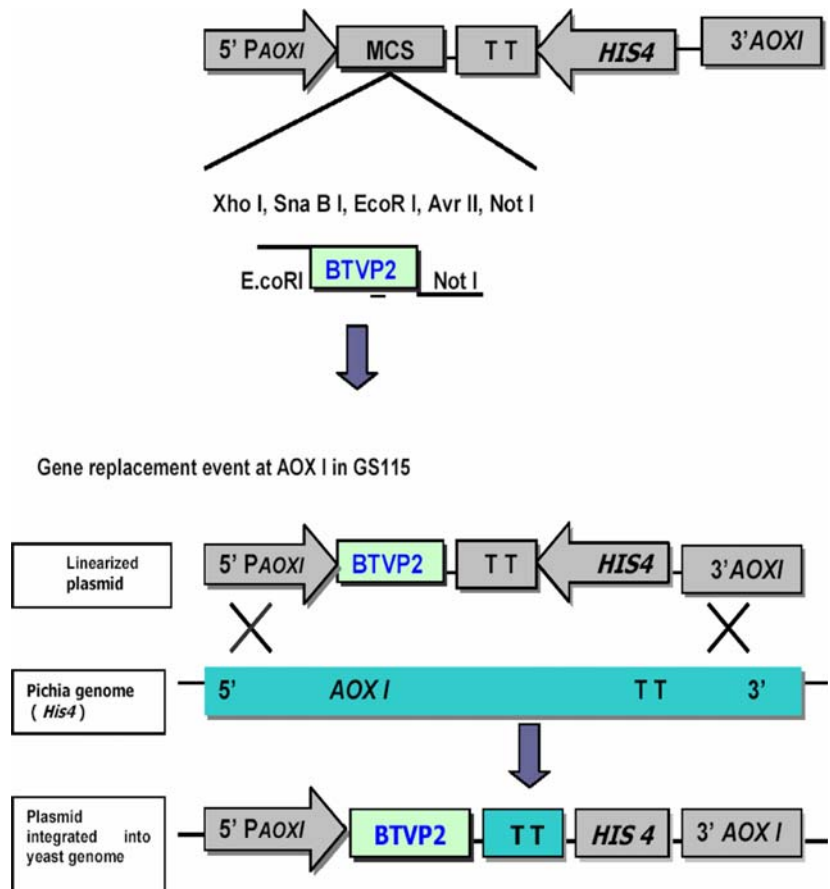 5' PAOXI MCS T T HIS4 3'AOXI
Xho I, Sna B I, EcoR I, Avr II, Not I
E.coRI BTVP2 Not I
Gene replacement event at AOX I in GS115
Linearized
plasmid
5' PAOXI BTVP2 T T HIS4 3'AOXI
Pichia genome
( His4 )
5' AOX I T T 3'
Plasmid
integrated into
yeast genome
5' PAOXI BTVP2 T T HIS 4 3' AOX I